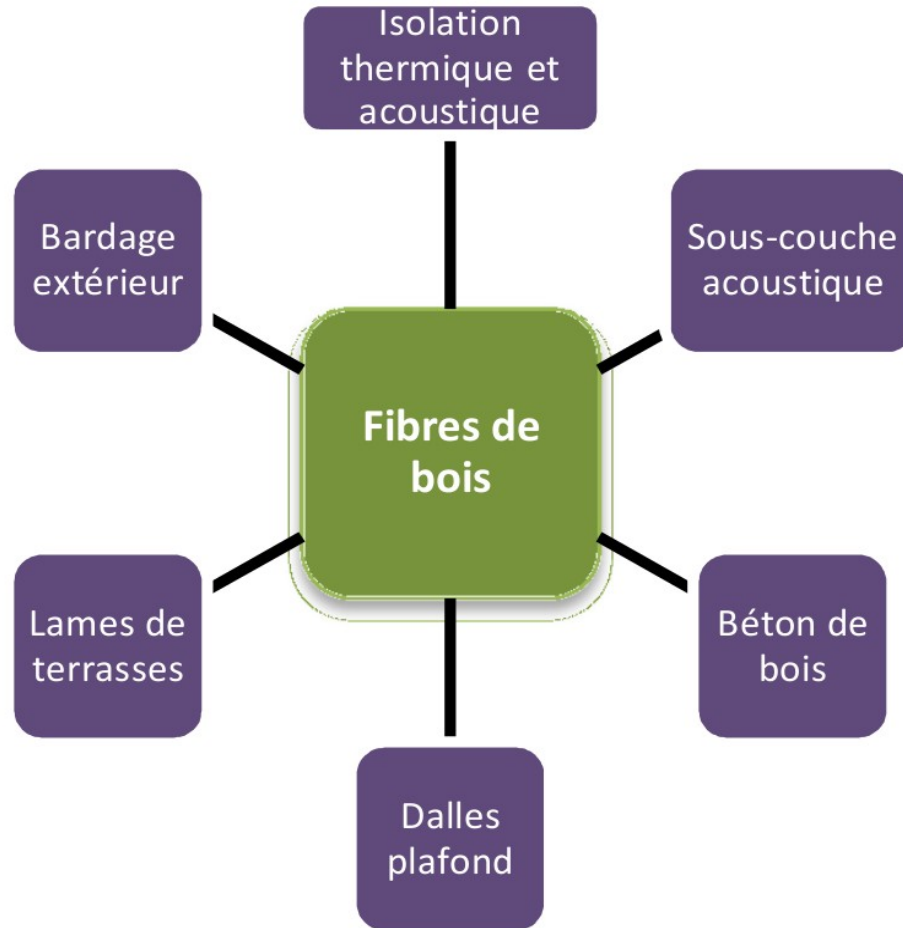 Isolation
thermique et
acoustique
Bardage
extérieur
Sous-couche
acoustique
Fibres de
bois
Lames de
terrasses
Béton de
bois
Dalles
plafond